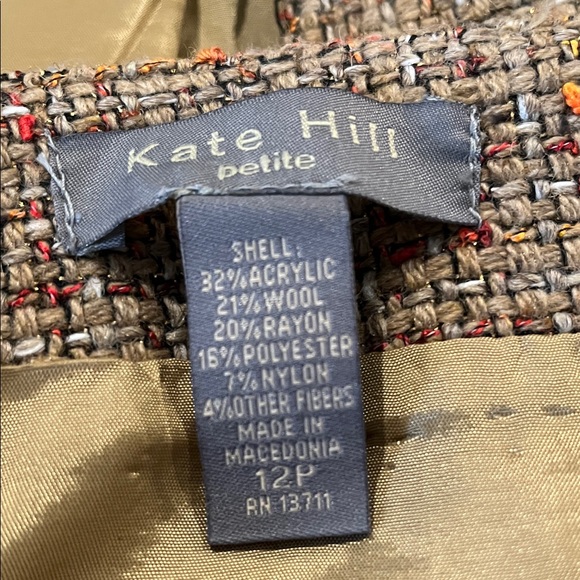 Kate Hill
petite
SHELL:
32%ACRYLIC
21%WOOL
20%RAYON
16%POLYESTER
7%NYLON
4%OTHER FIBERS
MADE IN
MACEDONIA
12P
RN 13711